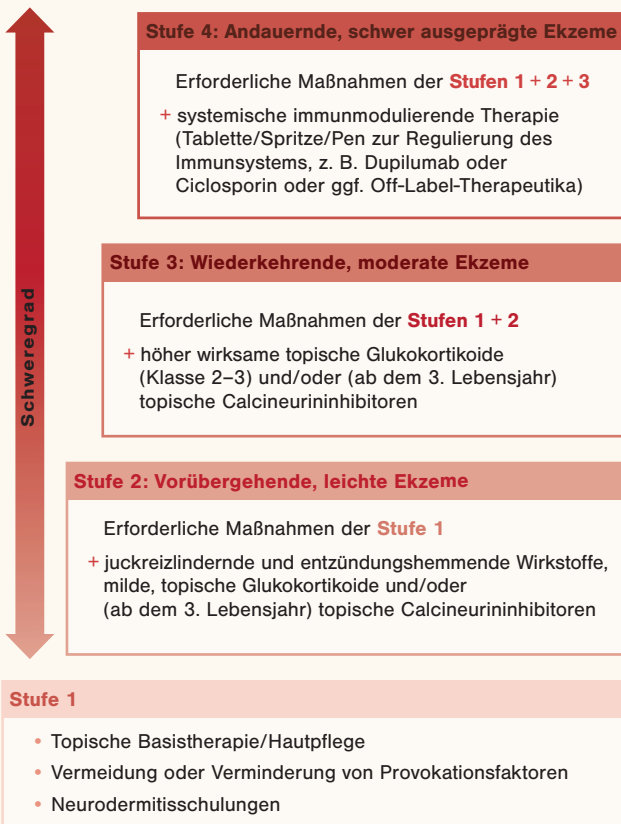 Stufe 4: Andauernde, schwer ausgeprägte Ekzeme
Erforderliche Maßnahmen der Stufen 1 + 2 + 3
+ systemische immunmodulierende Therapie
(Tablette/Spritze/Pen zur Regulierung des
Immunsystems, z. B. Dupilumab oder
Ciclosporin oder ggf. Off-Label-Therapeutika)
Schweregrad
Stufe 3: Wiederkehrende, moderate Ekzeme
Erforderliche Maßnahmen der Stufen 1 + 2
+ höher wirksame topische Glukokortikoide
(Klasse 2–3) und/oder (ab dem 3. Lebensjahr)
topische Calcineurininhibitoren
Stufe 2: Vorübergehende, leichte Ekzeme
Erforderliche Maßnahmen der Stufe 1
+ juckreizlindernde und entzündungshemmende Wirkstoffe,
milde, topische Glukokortikoide und/oder
(ab dem 3. Lebensjahr) topische Calcineurininhibitoren
Stufe 1
• Topische Basistherapie/Hautpflege
• Vermeidung oder Verminderung von Provokationsfaktoren
• Neurodermitisschulungen